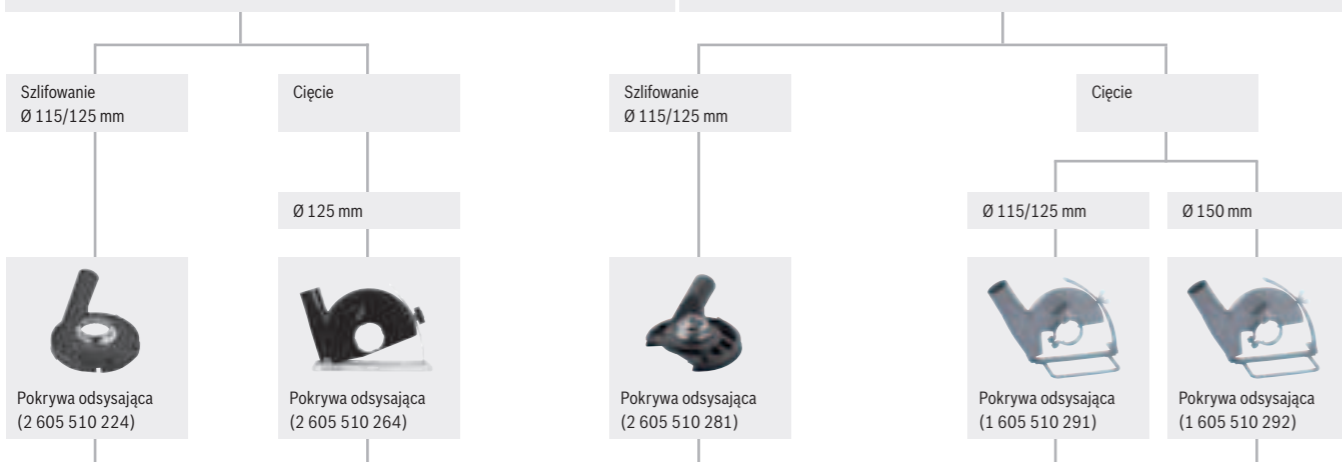 Szlifowanie
Ø 115/125 mm
Cięcie
Szlifowanie
Ø 115/125 mm
Cięcie
Ø 125 mm
Ø 115/125 mm
Ø 150 mm
Pokrywa odsysająca
(2 605 510 224)
Pokrywa odsysająca
(2 605 510 264)
Pokrywa odsysająca
(2 605 510 281)
Pokrywa odsysająca
(1 605 510 291)
Pokrywa odsysająca
(1 605 510 292)